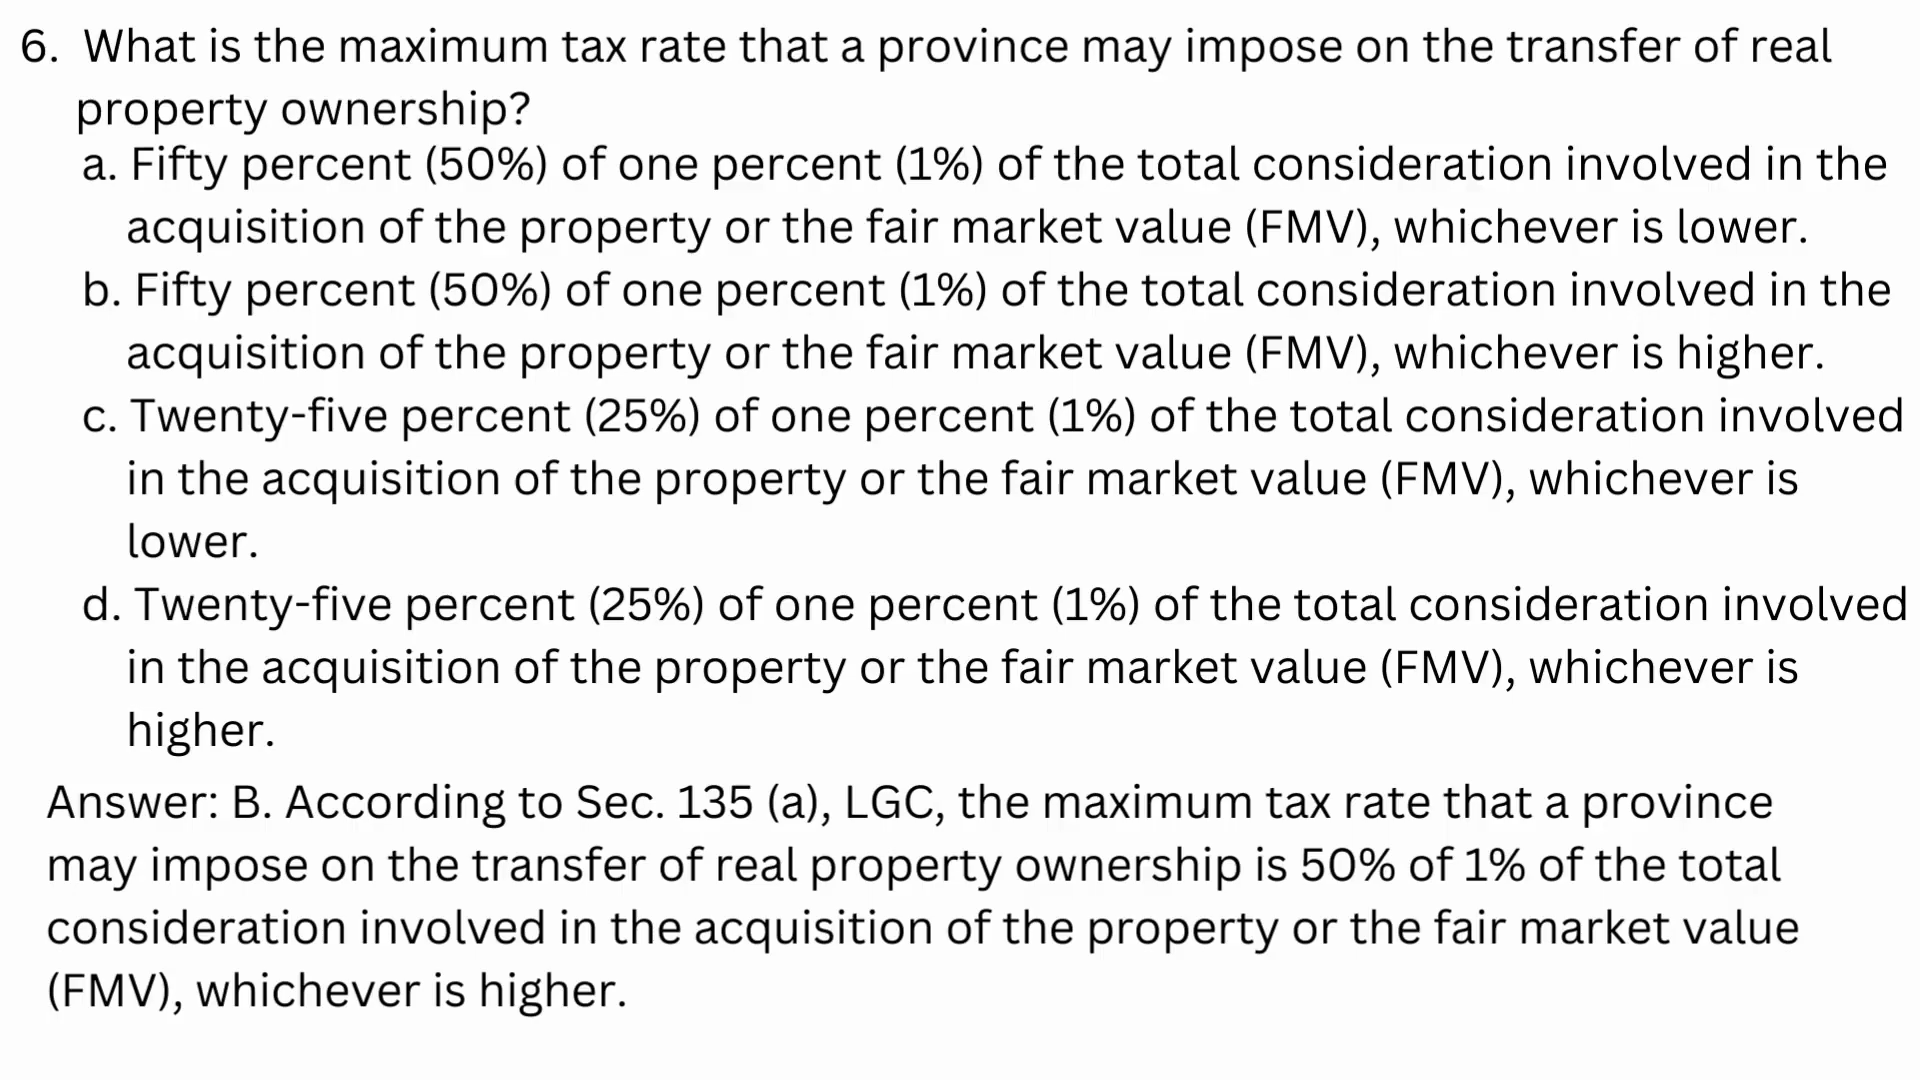 6. What is the maximum tax rate that a province may impose on the transfer of real
property ownership?
a. Fifty percent (50%) of one percent (1%) of the total consideration involved in the
acquisition of the property or the fair market value (FMV), whichever is lower.
b. Fifty percent (50%) of one percent (1%) of the total consideration involved in the
acquisition of the property or the fair market value (FMV), whichever is higher.
c. Twenty-five percent (25%) of one percent (1%) of the total consideration involved
in the acquisition of the property or the fair market value (FMV), whichever is
lower.
d. Twenty-five percent (25%) of one percent (1%) of the total consideration involved
in the acquisition of the property or the fair market value (FMV), whichever is
higher.
Answer: B. According to Sec. 135 (a), LGC, the maximum tax rate that a province
may impose on the transfer of real property ownership is 50% of 1% of the total
consideration involved in the acquisition of the property or the fair market value
(FMV), whichever is higher.